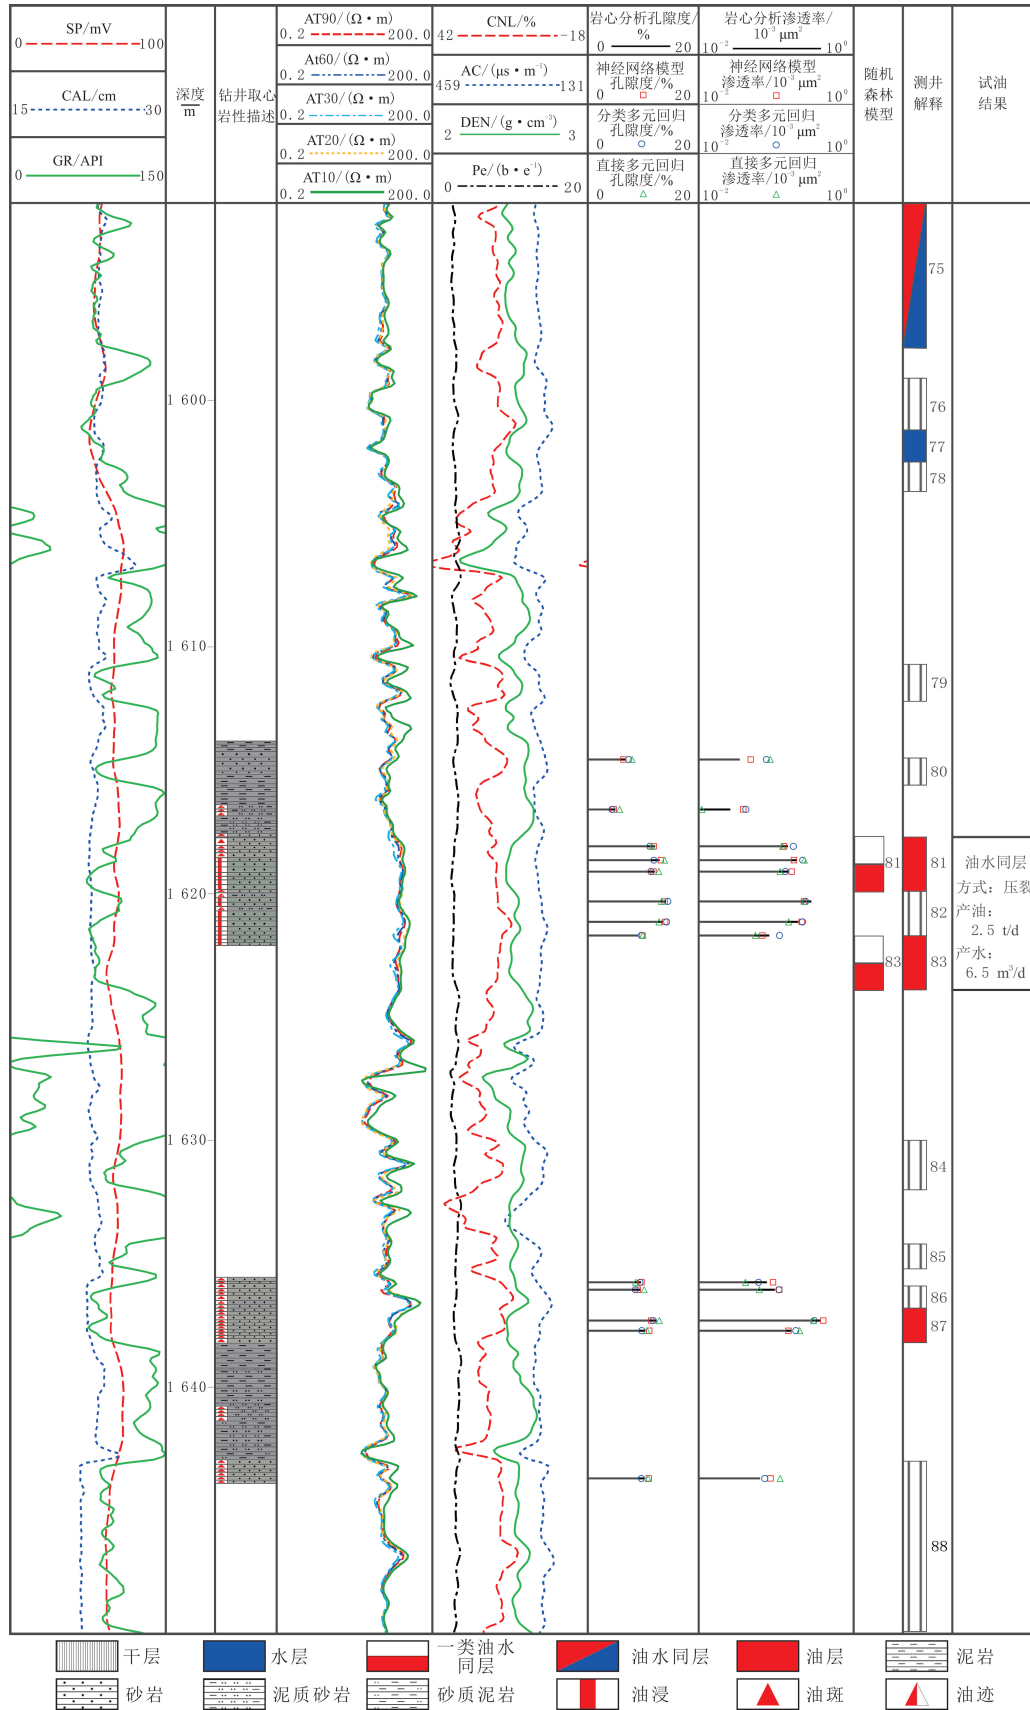 SP/mV
0 100
CAL/cm
15 30
GR/API
0 150
深度
m
钻井取心
岩性描述
AT90/(Ω·m)
0.2 200.0
At60/(Ω·m)
0.2 200.0
AT30/(Ω·m)
0.2 200.0
AT20/(Ω·m)
0.2 200.0
AT10/(Ω·m)
0.2 200.0
CNL/%
42 -18
AC/(μs·m⁻¹)
459 131
DEN/(g·cm⁻³)
2 3
Pe/(b·e⁻¹)
0 20
岩心分析孔隙度/
%
0 20
神经网络模型
孔隙度/%
0 20
分类多元回归
孔隙度/%
0 20
直接多元回归
孔隙度/%
0 20
岩心分析渗透率/
10⁻³ μm²
10⁻² 10⁰
神经网络模型
渗透率/10⁻³ μm²
10⁻² 10⁰
分类多元回归
渗透率/10⁻³ μm²
10⁻² 10⁰
直接多元回归
渗透率/10⁻³ μm²
10⁻² 10⁰
随机
森林
模型
测井
解释
试油
结果
75
1 600
76
77
78
1 610
79
80
81
81
1 620
82
83
83
油水同层
方式：压裂
产油：
2.5 t/d
产水：
6.5 m³/d
1 630
84
85
86
87
1 640
88
干层
水层
一类油水
同层
油水同层
油层
泥岩
砂岩
泥质砂岩
砂质泥岩
油浸
油斑
油迹